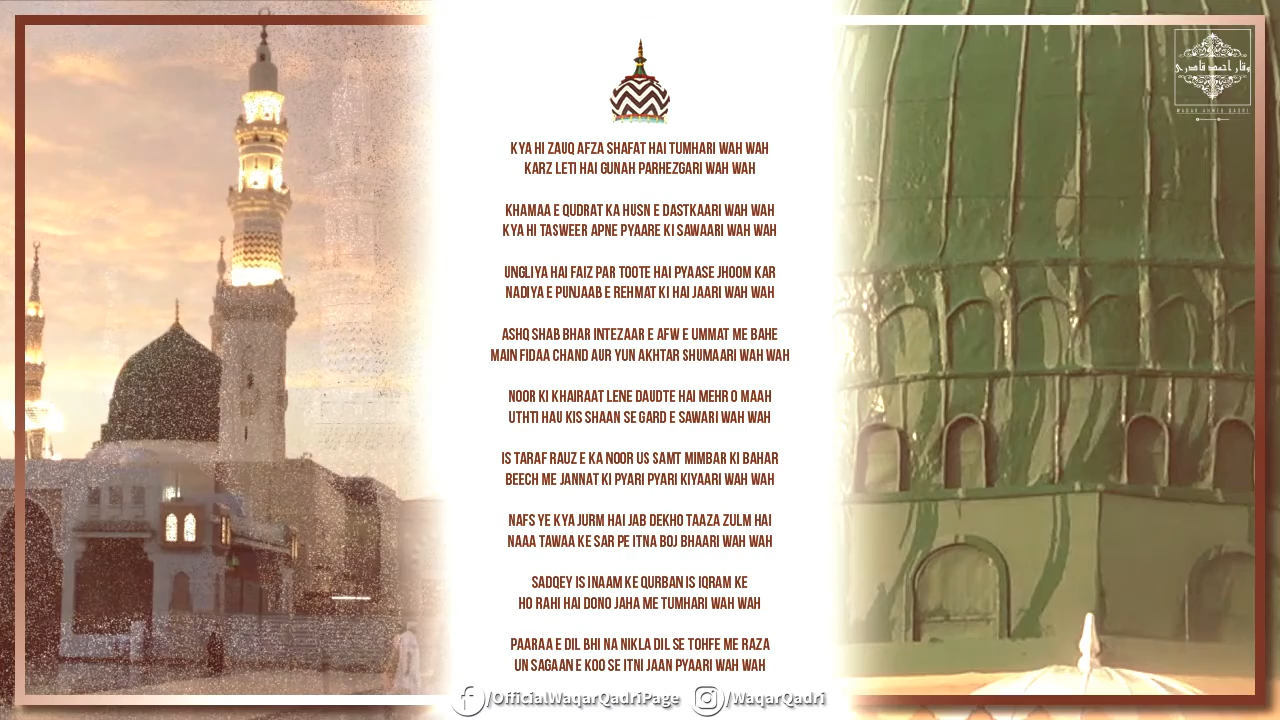 وقار احمد قادری
WAQAR AHMED QADRI
KYA HI ZAUQ AFZA SHAFAT HAI TUMHARI WAH WAH
KARZ LETI HAI GUNAH PARHEZGARI WAH WAH
KHAMAA E QUDRAT KA HUSN E DASTKAARI WAH WAH
KYA HI TASWEER APNE PYAARE KI SAWAARI WAH WAH
UNGLIYA HAI FAIZ PAR TOOTE HAI PYAASE JHOOM KAR
NADIYA E PUNJAAB E REHMAT KI HAI JAARI WAH WAH
ASHQ SHAB BHAR INTEZAAR E AFW E UMMAT ME BAHE
MAIN FIDAA CHAND AUR YUN AKHTAR SHUMAARI WAH WAH
NOOR KI KHAIRAAT LENE DAUDTE HAI MEHR O MAAH
UTHTI HAU KIS SHAAN SE GARD E SAWARI WAH WAH
IS TARAF RAUZ E KA NOOR US SAMT MIMBAR KI BAHAR
BEECH ME JANNAT KI PYARI PYARI KIYAARI WAH WAH
NAFS YE KYA JURM HAI JAB DEKHO TAAZA ZULM HAI
NAAA TAWAA KE SAR PE ITNA BOJ BHAARI WAH WAH
SADQEY IS INAAM KE QURBAN IS IQRAM KE
HO RAHI HAI DONO JAHA ME TUMHARI WAH WAH
PAARAA E DIL BHI NA NIKLA DIL SE TOHFE ME RAZA
UN SAGAAN E KOO SE ITNI JAAN PYAARI WAH WAH
/OfficialWaqarQadriPage /WaqarQadri